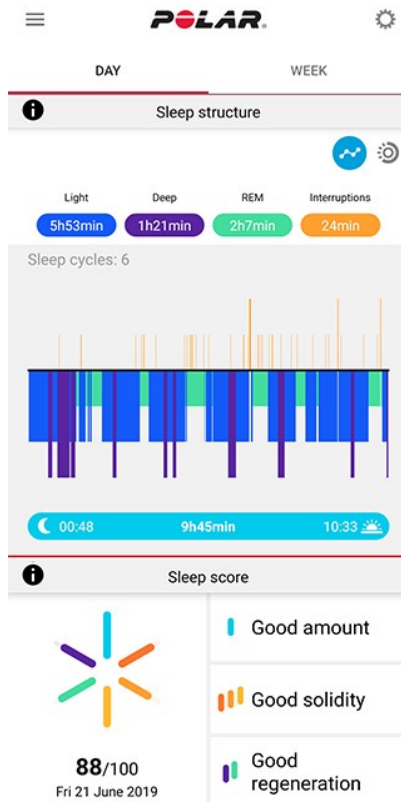 POLAR.
DAY WEEK
Sleep structure
Light Deep REM Interruptions
5h53min 1h21min 2h7min 24min
Sleep cycles: 6
00:48 9h45min 10:33
Sleep score
Good amount
Good solidity
Good
regeneration
88/100
Fri 21 June 2019